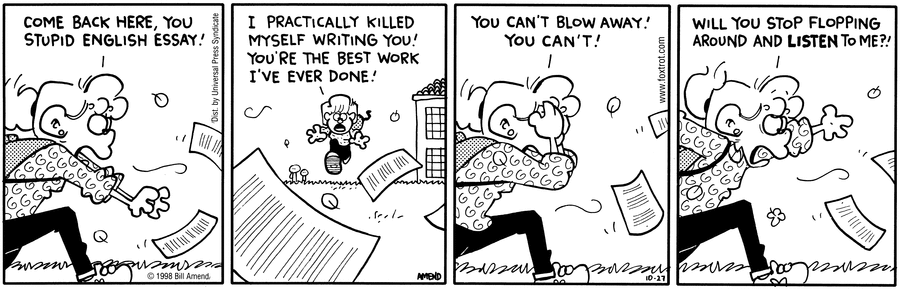 COME BACK HERE, YOU
STUPID ENGLISH ESSAY!
Dist. by Universal Press Syndicate
© 1998 Bill Amend
I PRACTICALLY KILLED
MYSELF WRITING YOU!
YOU'RE THE BEST WORK
I'VE EVER DONE!
AMEND
YOU CAN'T BLOW AWAY!
YOU CAN'T!
www.foxtrot.com
10-27
WILL YOU STOP FLOPPING
AROUND AND LISTEN TO ME?!